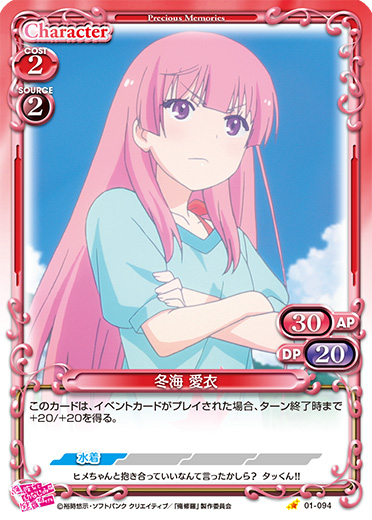 Precious Memories
Character
COST
2
SOURCE
2
30 AP
DP 20
冬海 愛衣
このカードは、イベントカードがプレイされた場合、ターン終了時まで
+20/+20を得る。
水着
ヒメちゃんと抱き合っていいなんて言ったかしら? タッくん!!
©裕時悠示・ソフトバンク クリエイティブ/「俺修羅」製作委員会
01-094